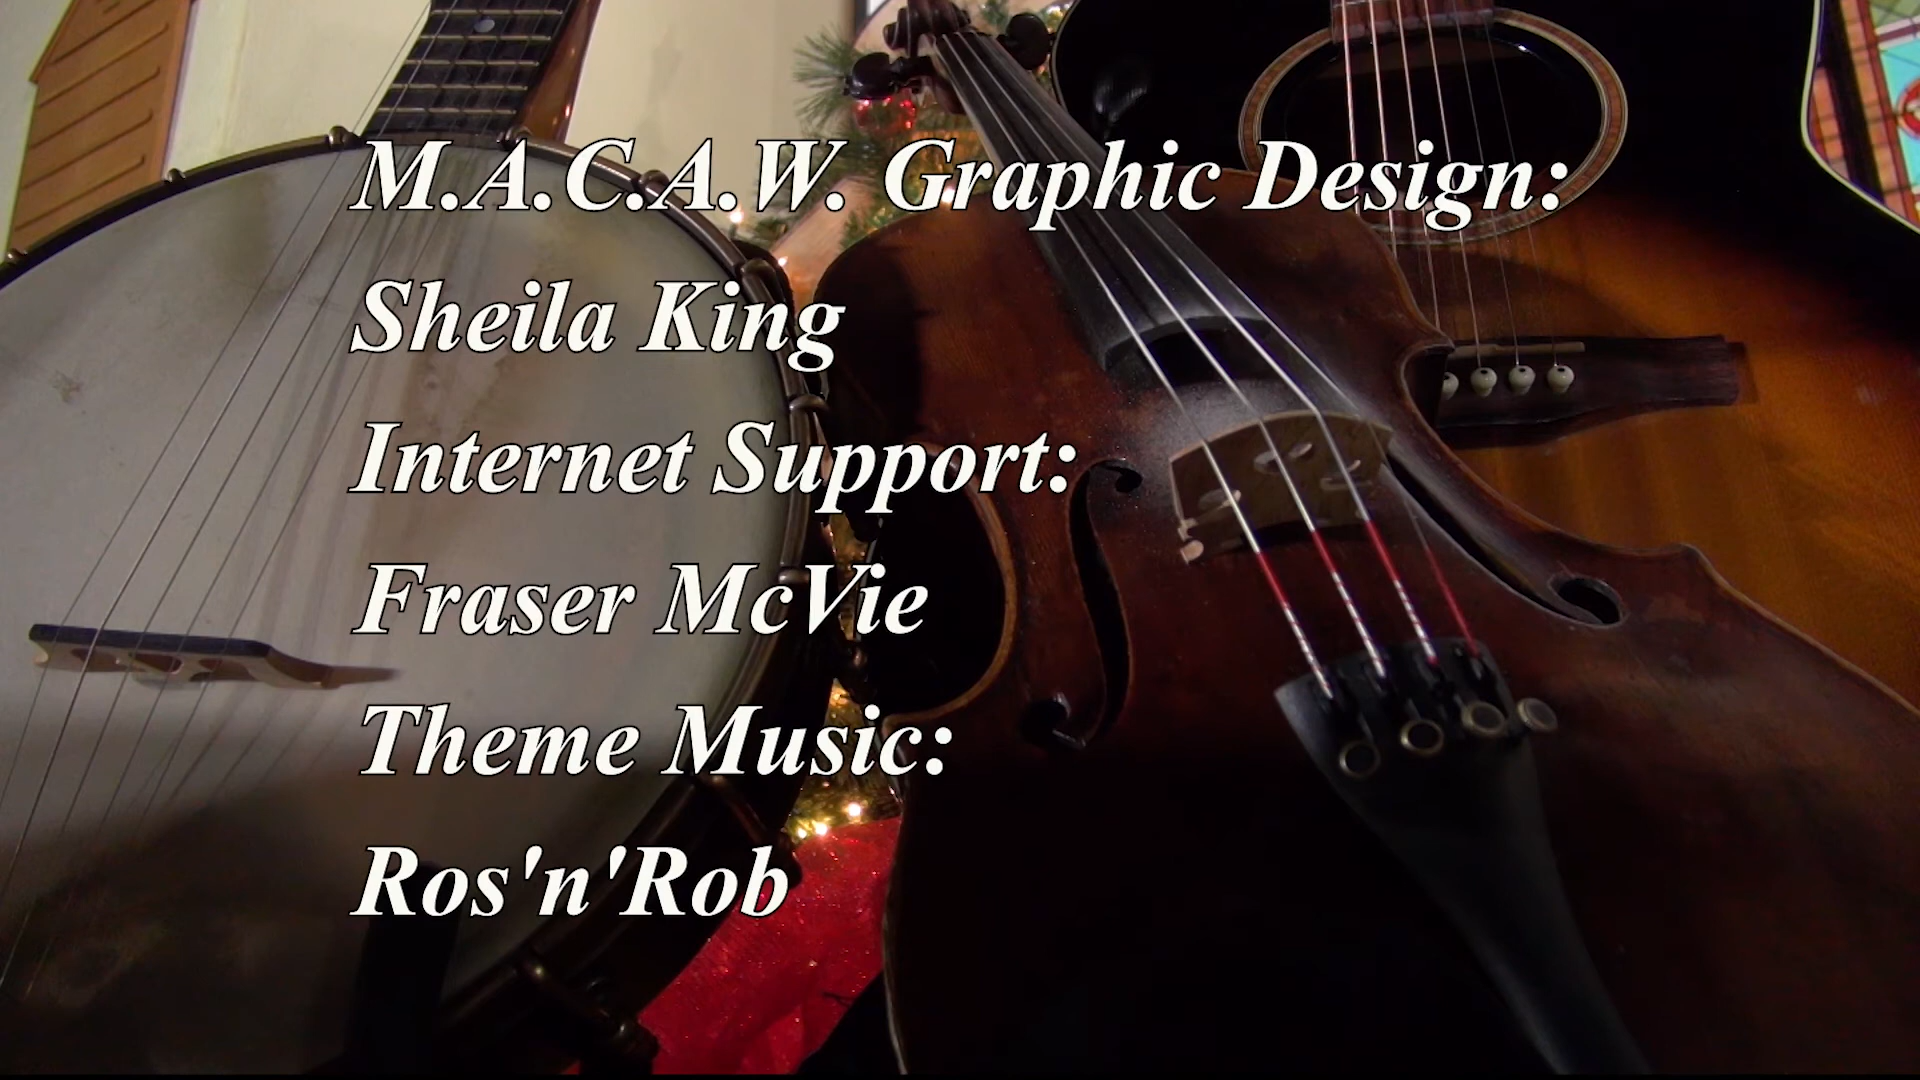 M.A.C.A.W. Graphic Design:
Sheila King
Internet Support:
Fraser McVie
Theme Music:
Ros'n'Rob